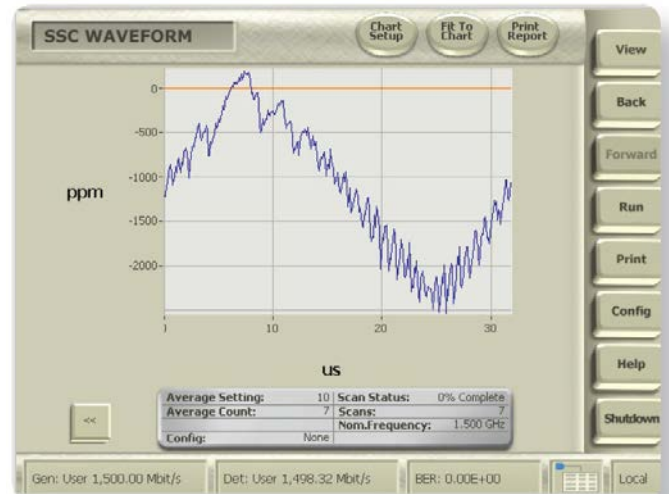 SSC WAVEFORM
Chart Setup
Fit To Chart
Print Report
View
Back
Forward
Run
Print
Config
Help
Shutdown
ppm
0
-500
-1000
-1500
-2000
10
20
30
us
<<
Average Setting: 10 Scan Status: 0% Complete
Average Count: 7 Scans: 7
Nom.Frequency: 1.500 GHz
Config: None
Gen: User 1,500.00 Mbit/s
Det: User 1,498.32 Mbit/s
BER: 0.00E+00
Local